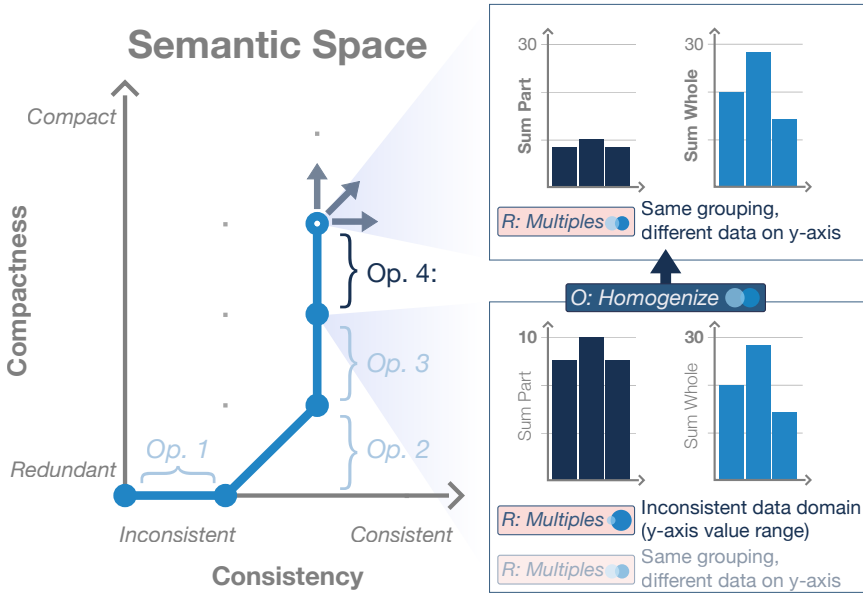 Semantic Space
Compact
Compactness
Redundant
Op. 1
Op. 4:
Op. 3
Op. 2
Inconsistent
Consistent
Consistency
30
Sum Part
30
Sum Whole
R: Multiples
Same grouping,
different data on y-axis
O: Homogenize
10
Sum Part
30
Sum Whole
R: Multiples
Inconsistent data domain
(y-axis value range)
R: Multiples
Same grouping,
different data on y-axis